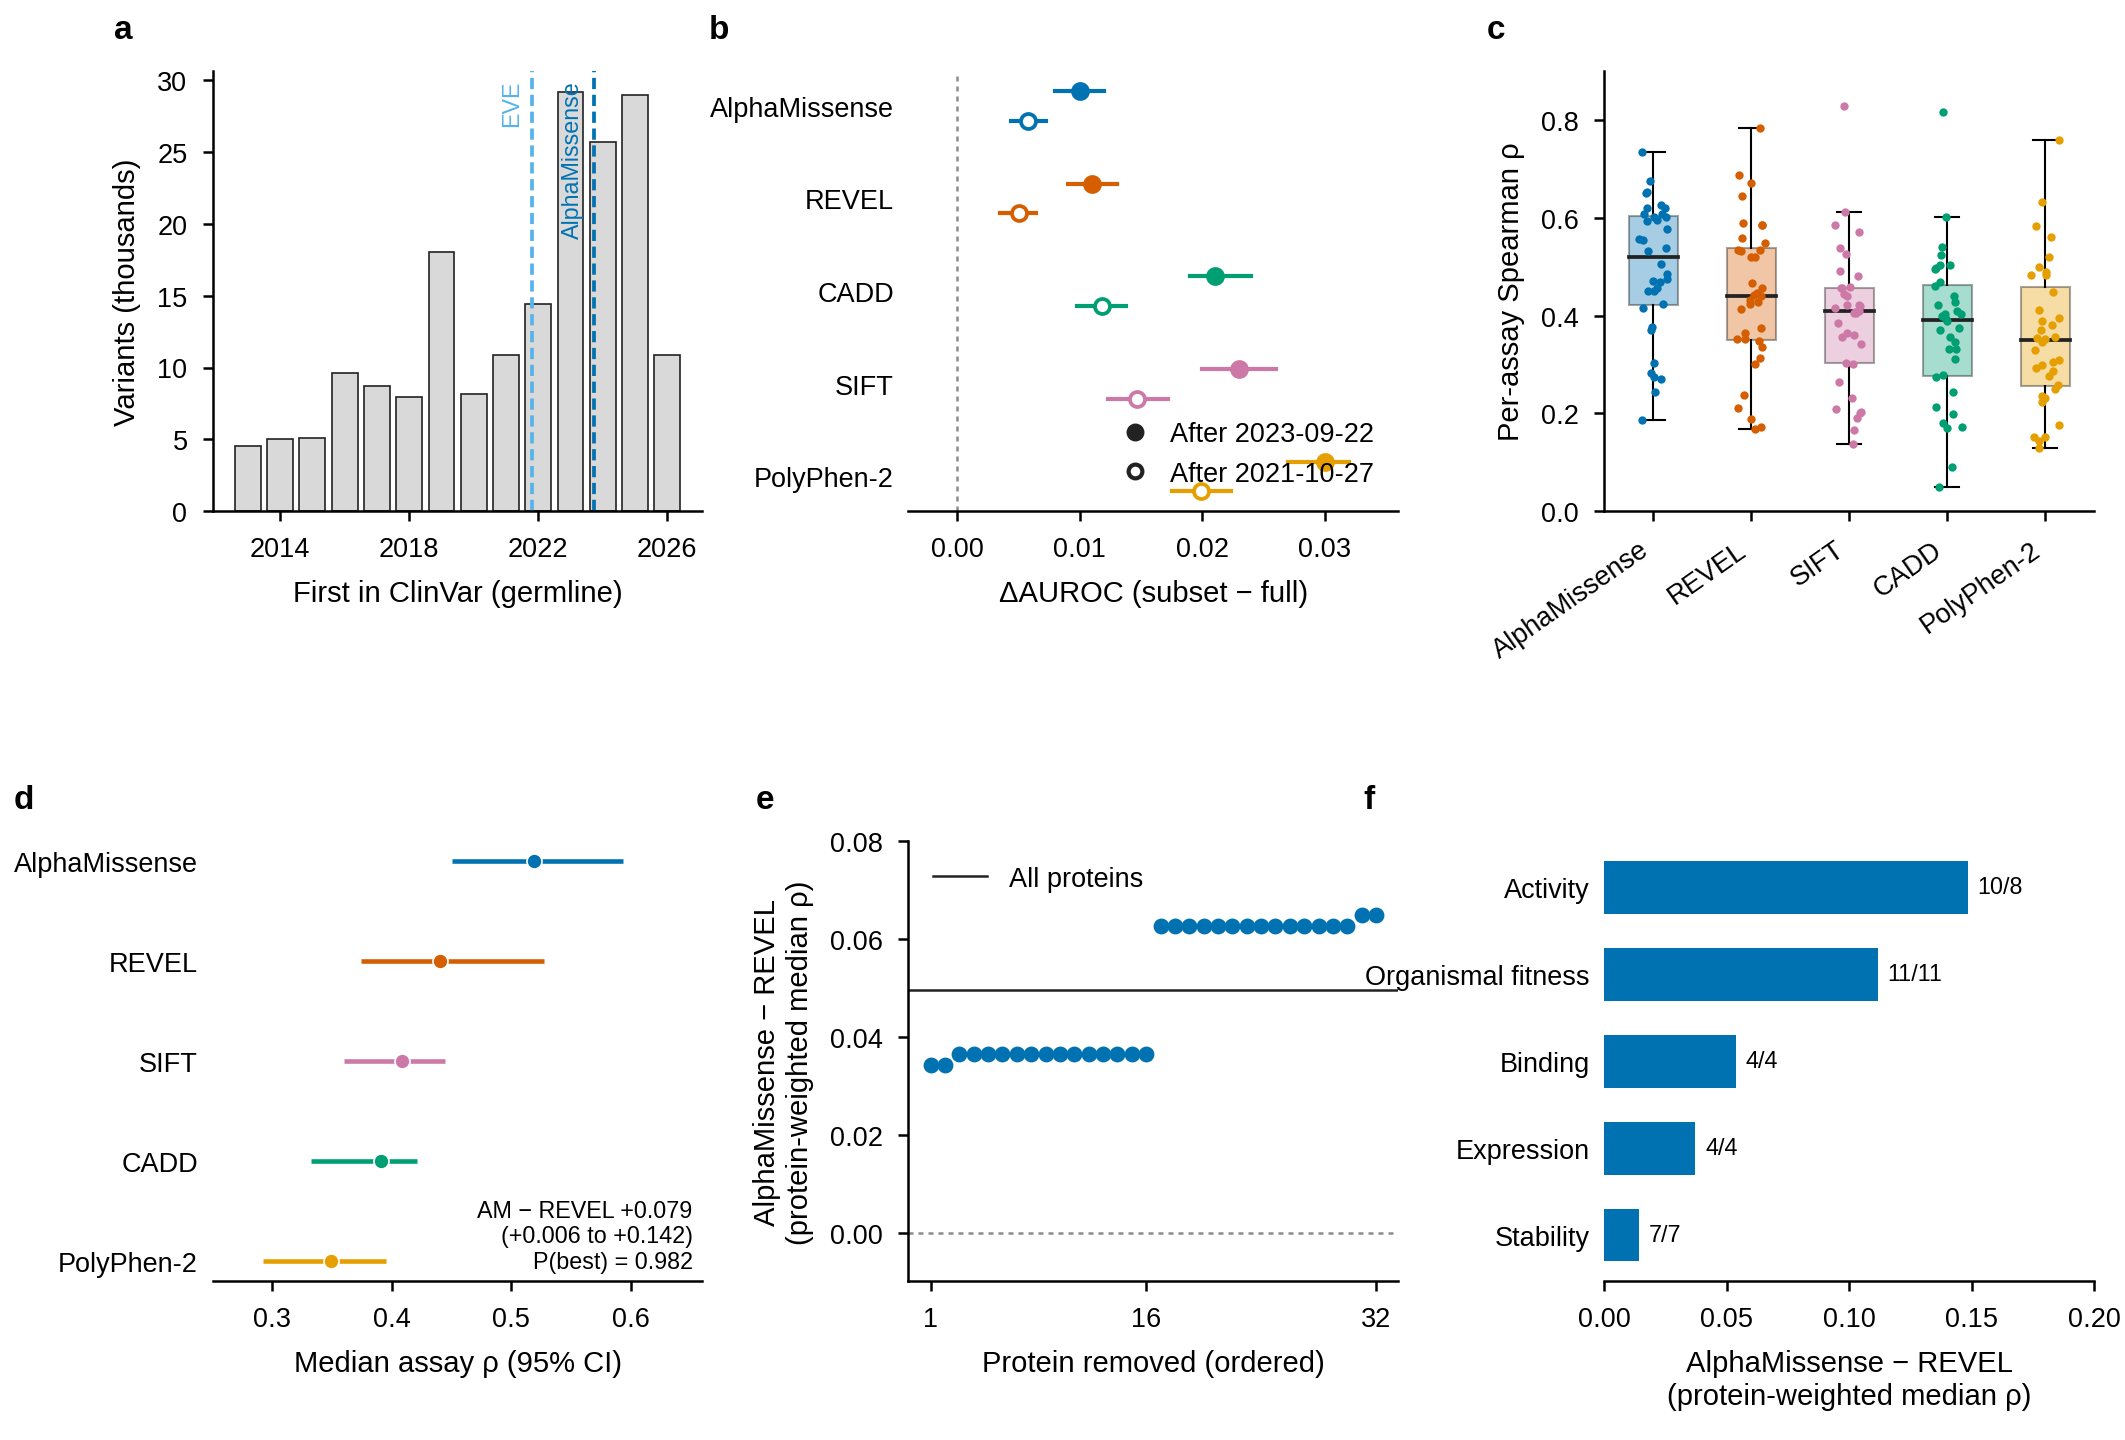 a
30
25
20
15
10
5
0
Variants (thousands)
EVE
AlphaMissense
2014
2018
2022
2026
First in ClinVar (germline)
b
AlphaMissense
REVEL
CADD
SIFT
PolyPhen-2
After 2023-09-22
After 2021-10-27
0.00
0.01
0.02
0.03
ΔAUROC (subset − full)
c
Per-assay Spearman ρ
0.8
0.6
0.4
0.2
0.0
AlphaMissense
REVEL
SIFT
CADD
PolyPhen-2
d
AlphaMissense
REVEL
SIFT
CADD
PolyPhen-2
AM − REVEL +0.079
(+0.006 to +0.142)
P(best) = 0.982
0.3
0.4
0.5
0.6
Median assay ρ (95% CI)
e
AlphaMissense − REVEL
(protein-weighted median ρ)
0.08
0.06
0.04
0.02
0.00
All proteins
1
16
32
Protein removed (ordered)
f
Activity
10/8
Organismal fitness
11/11
Binding
4/4
Expression
4/4
Stability
7/7
0.00
0.05
0.10
0.15
0.20
AlphaMissense − REVEL
(protein-weighted median ρ)